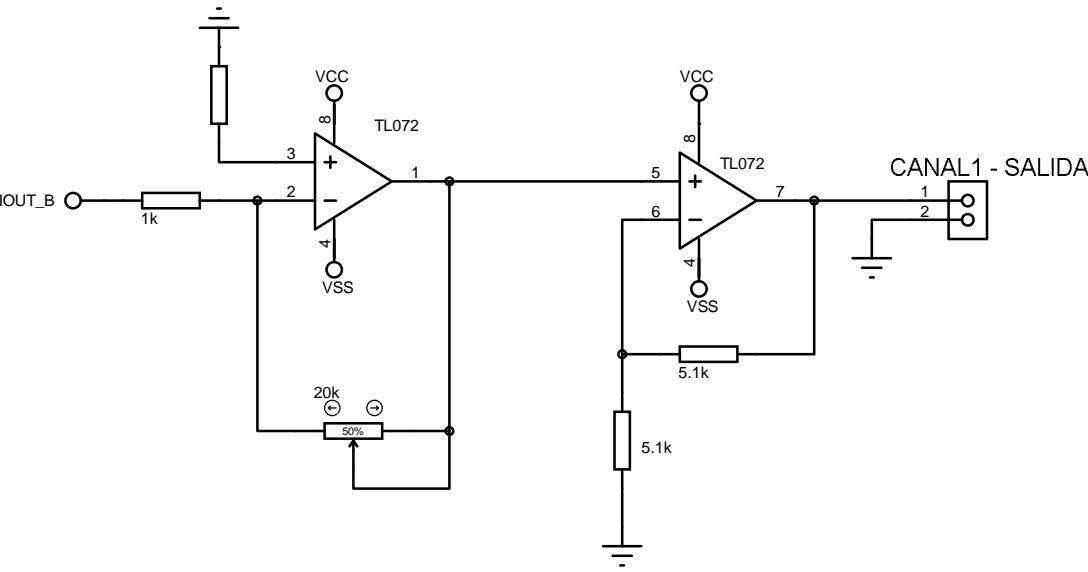 VCC
8
TL072
3
+
1
IOUT_B
1k
2
−
4
VSS
20k
50%
VCC
8
TL072
5
+
7
6
−
4
VSS
CANAL1 - SALIDA
1
2
5.1k
5.1k